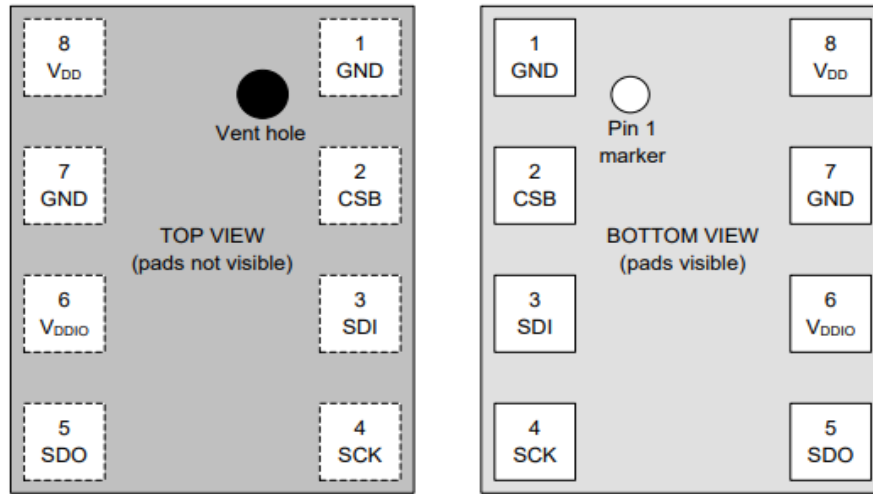 8
VDD
1
GND
Vent hole
7
GND
2
CSB
TOP VIEW
(pads not visible)
6
VDDIO
3
SDI
5
SDO
4
SCK
1
GND
8
VDD
Pin 1
marker
2
CSB
7
GND
BOTTOM VIEW
(pads visible)
3
SDI
6
VDDIO
4
SCK
5
SDO